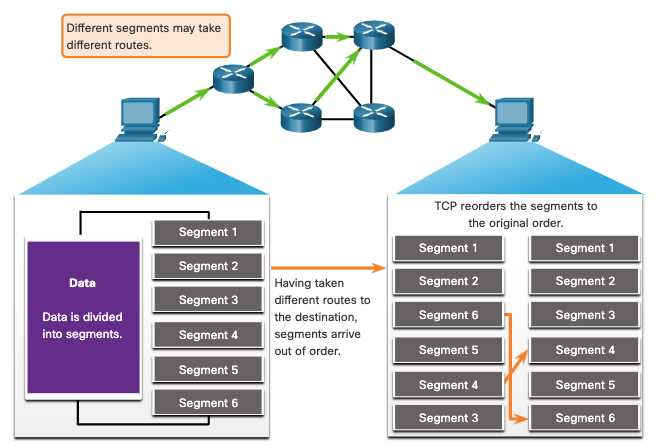 Different segments may take
different routes.
Data
Data is divided
into segments.
Segment 1
Segment 2
Segment 3
Segment 4
Segment 5
Segment 6
Having taken
different routes to
the destination,
segments arrive
out of order.
TCP reorders the segments to
the original order.
Segment 1
Segment 2
Segment 6
Segment 5
Segment 4
Segment 3
Segment 1
Segment 2
Segment 3
Segment 4
Segment 5
Segment 6